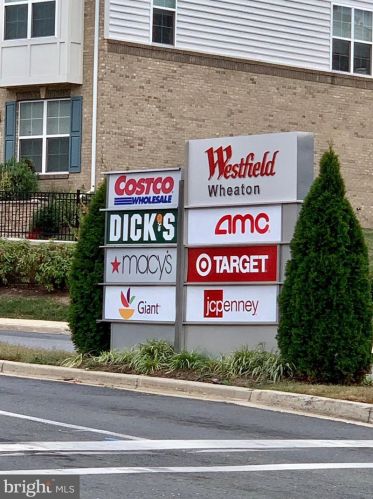 COSTCO
WHOLESALE
DICK'S
macy's
Giant
Westfield
Wheaton
AMC
TARGET
jcpenney
bright MLS